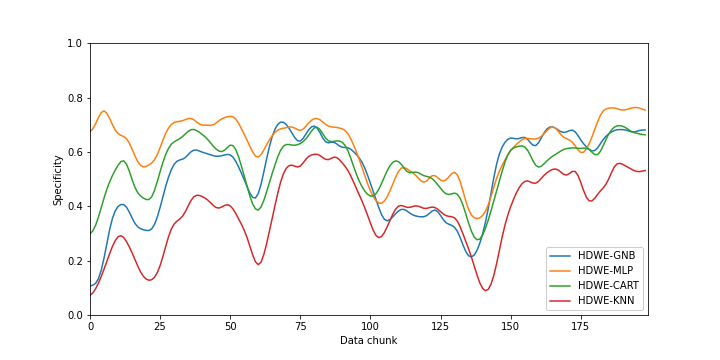 1.0
0.8
0.6
0.4
0.2
0.0
Specificity
0 25 50 75 100 125 150 175
Data chunk
HDWE-GNB
HDWE-MLP
HDWE-CART
HDWE-KNN